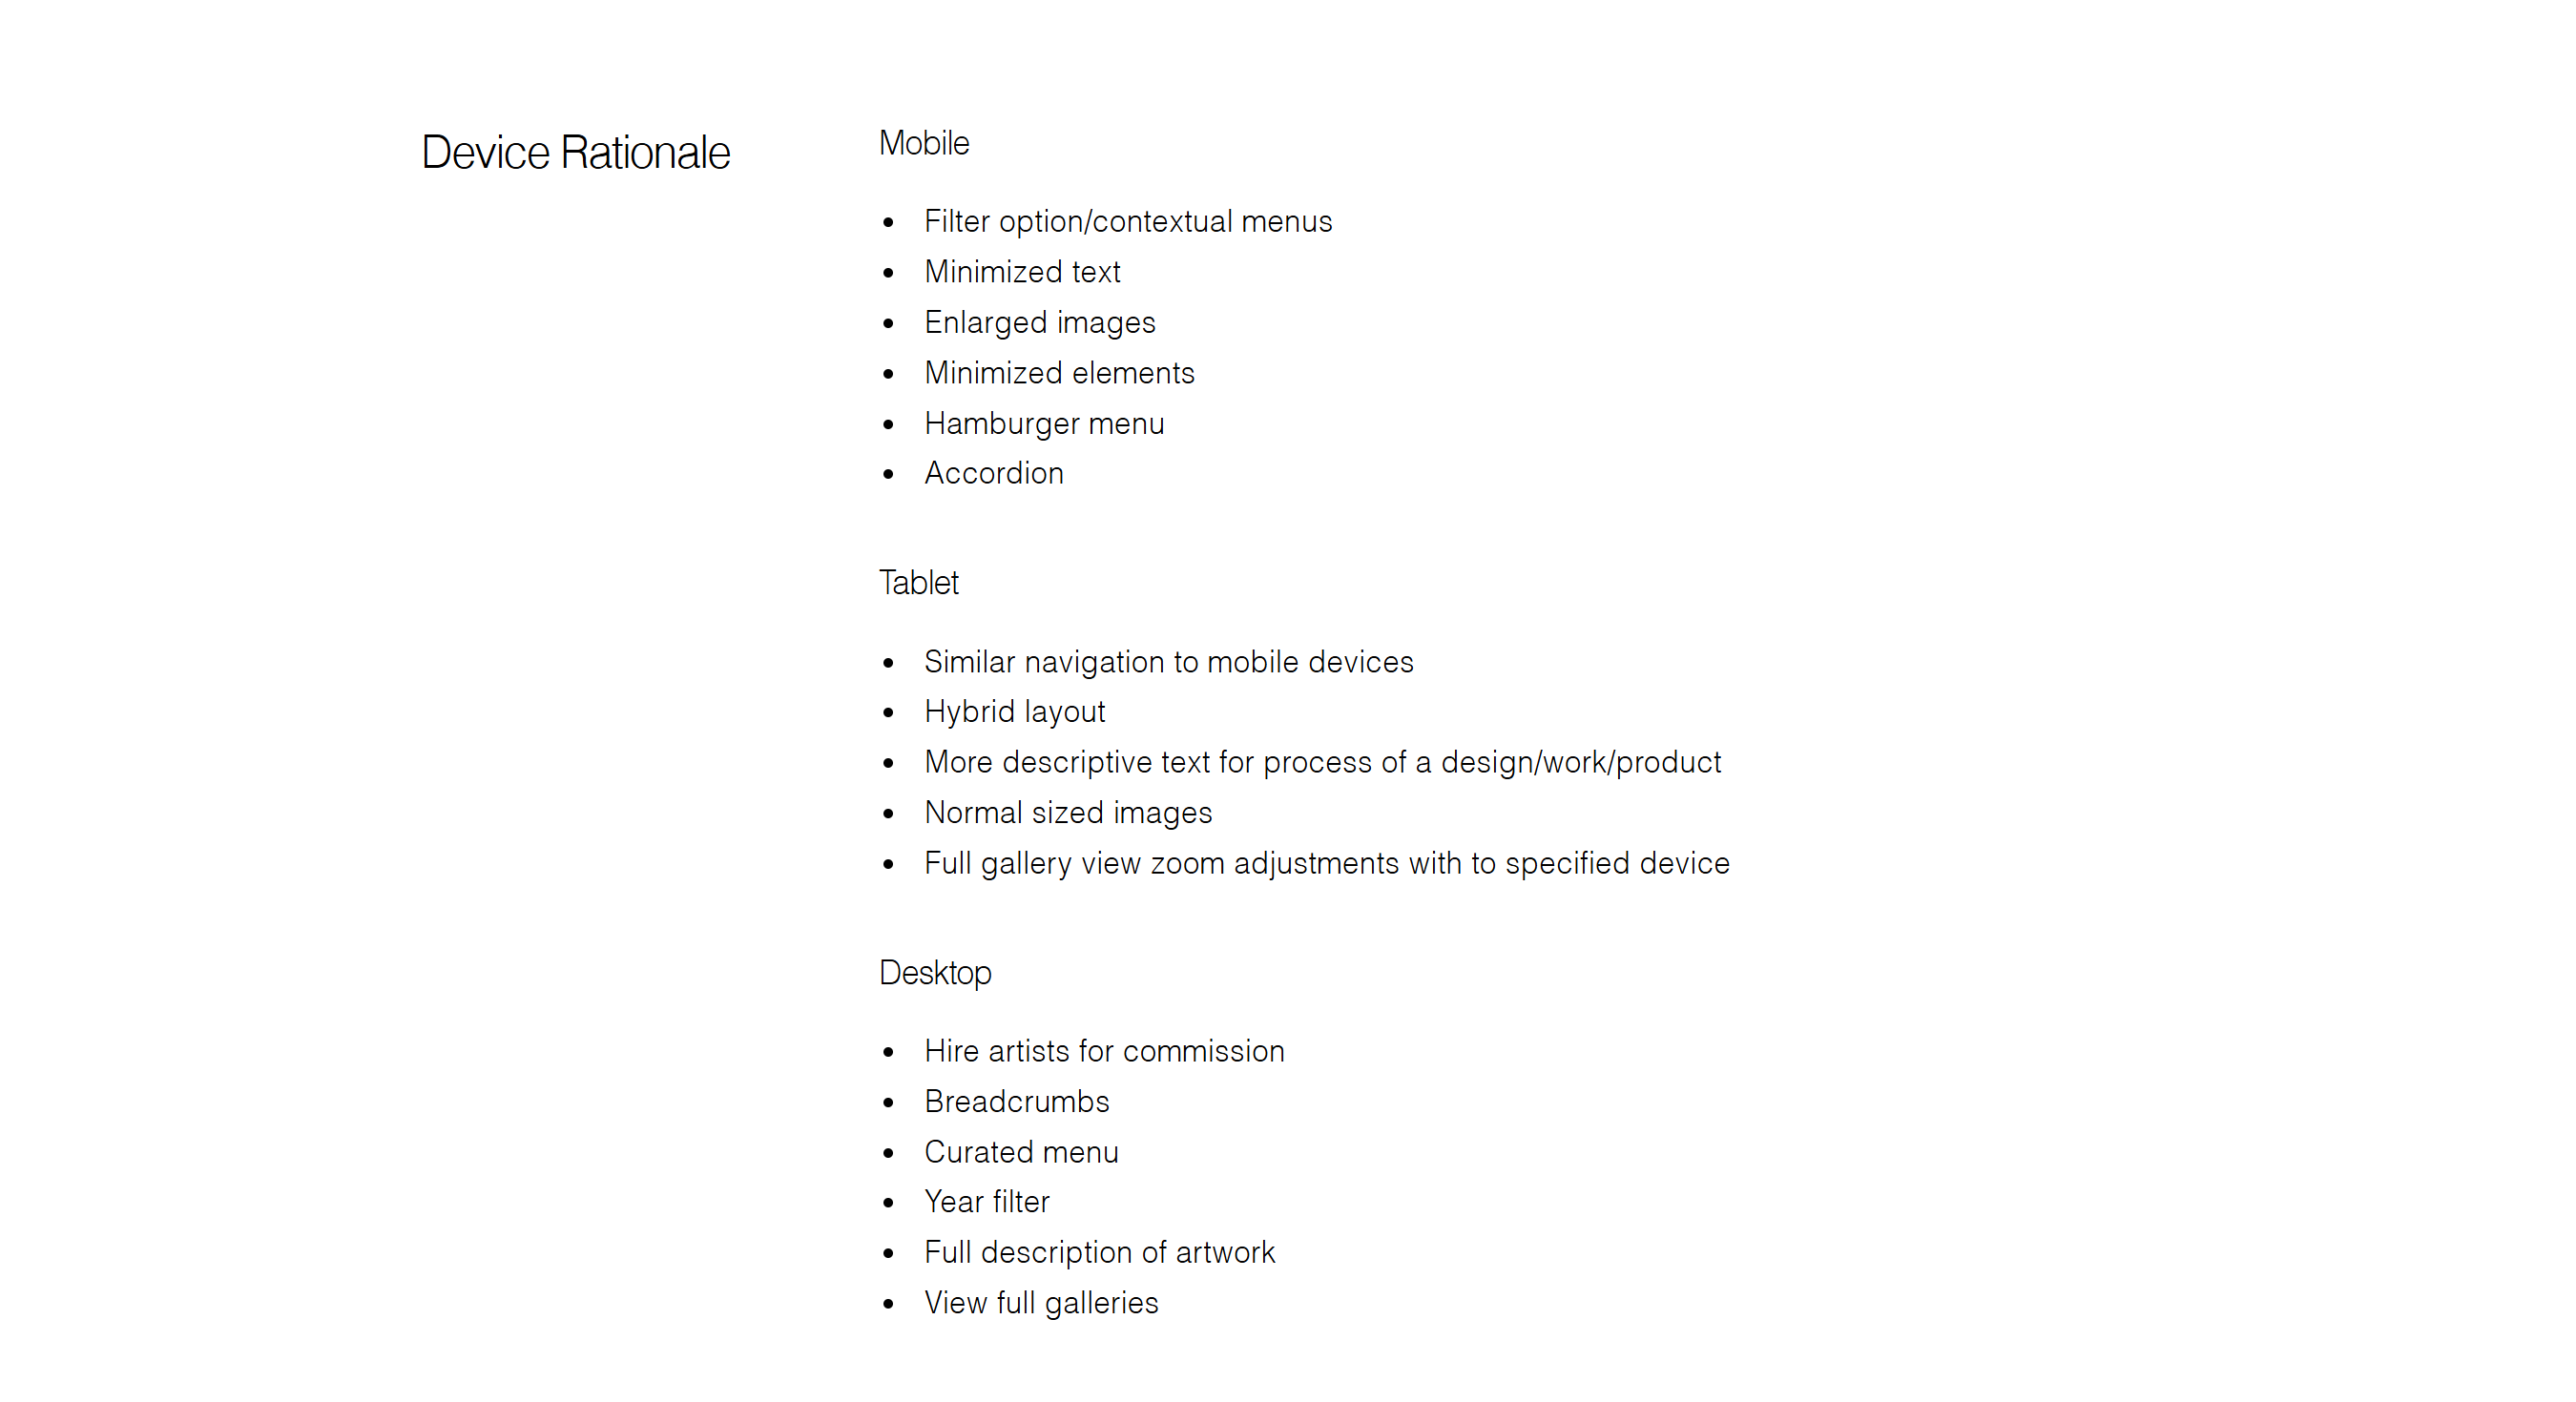 Device Rationale
Mobile
• Filter option/contextual menus
• Minimized text
• Enlarged images
• Minimized elements
• Hamburger menu
• Accordion
Tablet
• Similar navigation to mobile devices
• Hybrid layout
• More descriptive text for process of a design/work/product
• Normal sized images
• Full gallery view zoom adjustments with to specified device
Desktop
• Hire artists for commission
• Breadcrumbs
• Curated menu
• Year filter
• Full description of artwork
• View full galleries